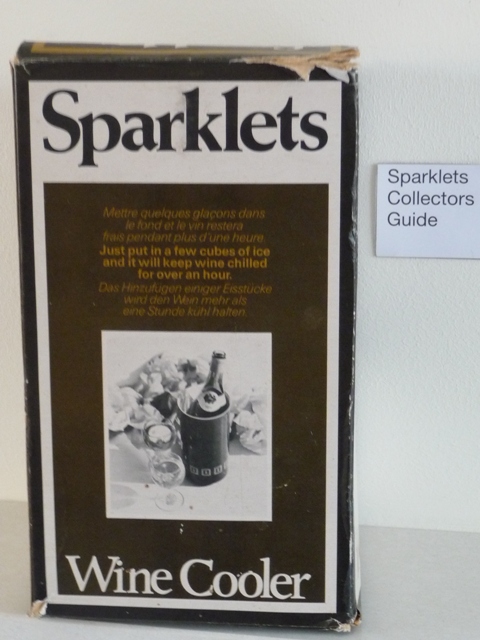 Sparklets
Mettre quelques glaçons dans
le fond et le vin restera
frais pendant plus d'une heure.
Just put in a few cubes of ice
and it will keep wine chilled
for over an hour.
Das Hinzufügen einiger Eisstücke
wird den Wein mehr als
eine Stunde kühl halten.
Wine Cooler
Sparklets
Collectors
Guide